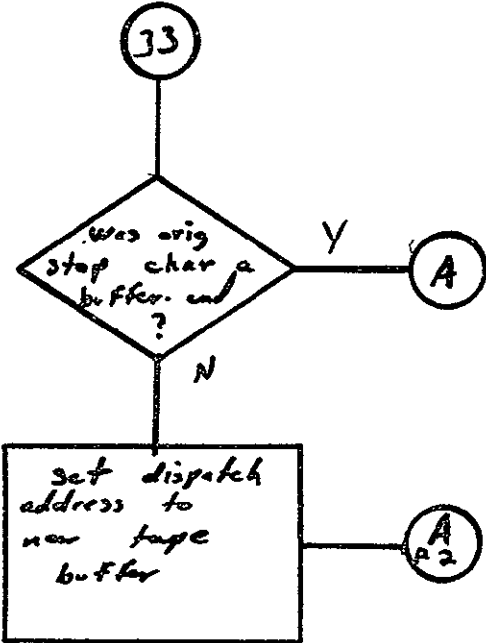 33
Was orig
stop char a
buffer end
?
Y
A
N
set dispatch
address to
new tape
buffer
A
P2